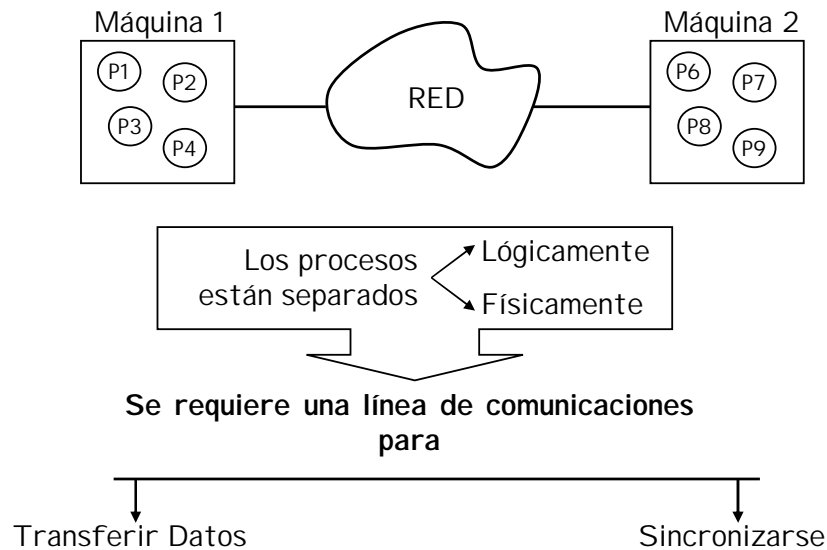 Máquina 1
Máquina 2
P1
P2
P3
P4
RED
P6
P7
P8
P9
Los procesos
están separados
Lógicamente
Físicamente
Se requiere una línea de comunicaciones
para
Transferir Datos
Sincronizarse